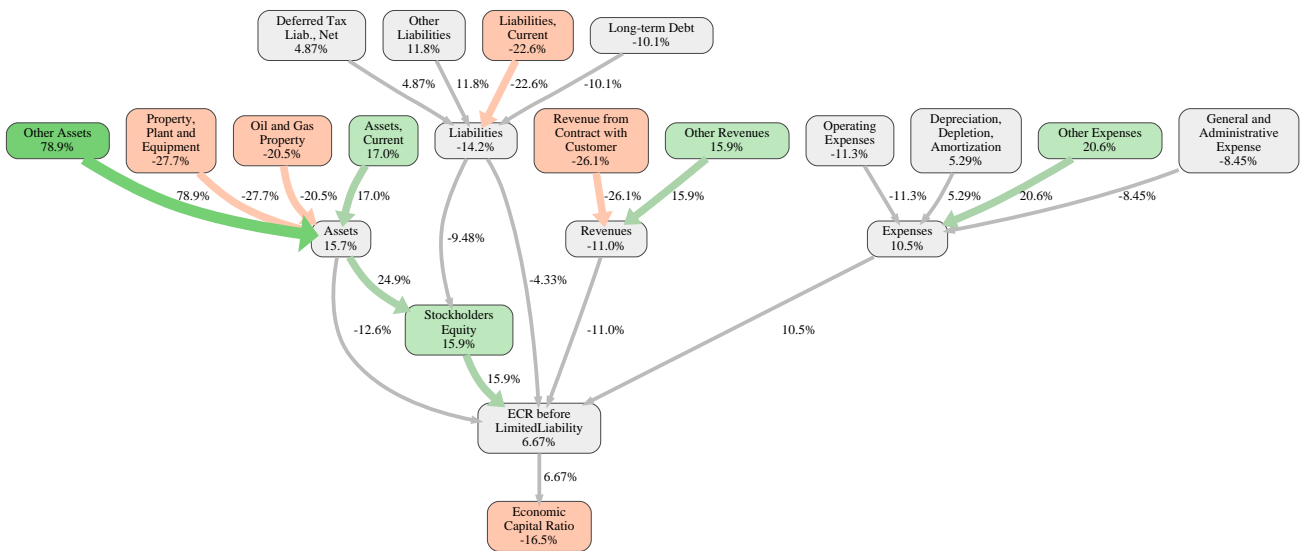 Deferred Tax
Liab., Net
4.87%
Other
Liabilities
11.8%
Liabilities,
Current
-22.6%
Long-term Debt
-10.1%
4.87%
11.8%
-22.6%
-10.1%
Other Assets
78.9%
Property,
Plant and
Equipment
-27.7%
Oil and Gas
Property
-20.5%
Assets,
Current
17.0%
Liabilities
-14.2%
Revenue from
Contract with
Customer
-26.1%
Other Revenues
15.9%
Operating
Expenses
-11.3%
Depreciation,
Depletion,
Amortization
5.29%
Other Expenses
20.6%
General and
Administrative
Expense
-8.45%
78.9%
-27.7%
-20.5%
17.0%
-26.1%
15.9%
-11.3%
5.29%
20.6%
-8.45%
Assets
15.7%
-9.48%
Revenues
-11.0%
Expenses
10.5%
24.9%
-4.33%
Stockholders
Equity
15.9%
-12.6%
-11.0%
10.5%
15.9%
ECR before
LimitedLiability
6.67%
6.67%
Economic
Capital Ratio
-16.5%